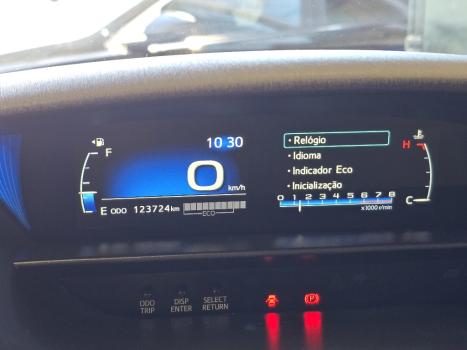 F
10 30
0
km/h
E ODO 123724 km
ECO
• Relógio
• Idioma
• Indicador Eco
• Inicialização
0 1 2 3 4 5 6 7 8
x1000 r/min
H
C
ODO
TRIP
DISP
ENTER
SELECT
RETURN
(P)